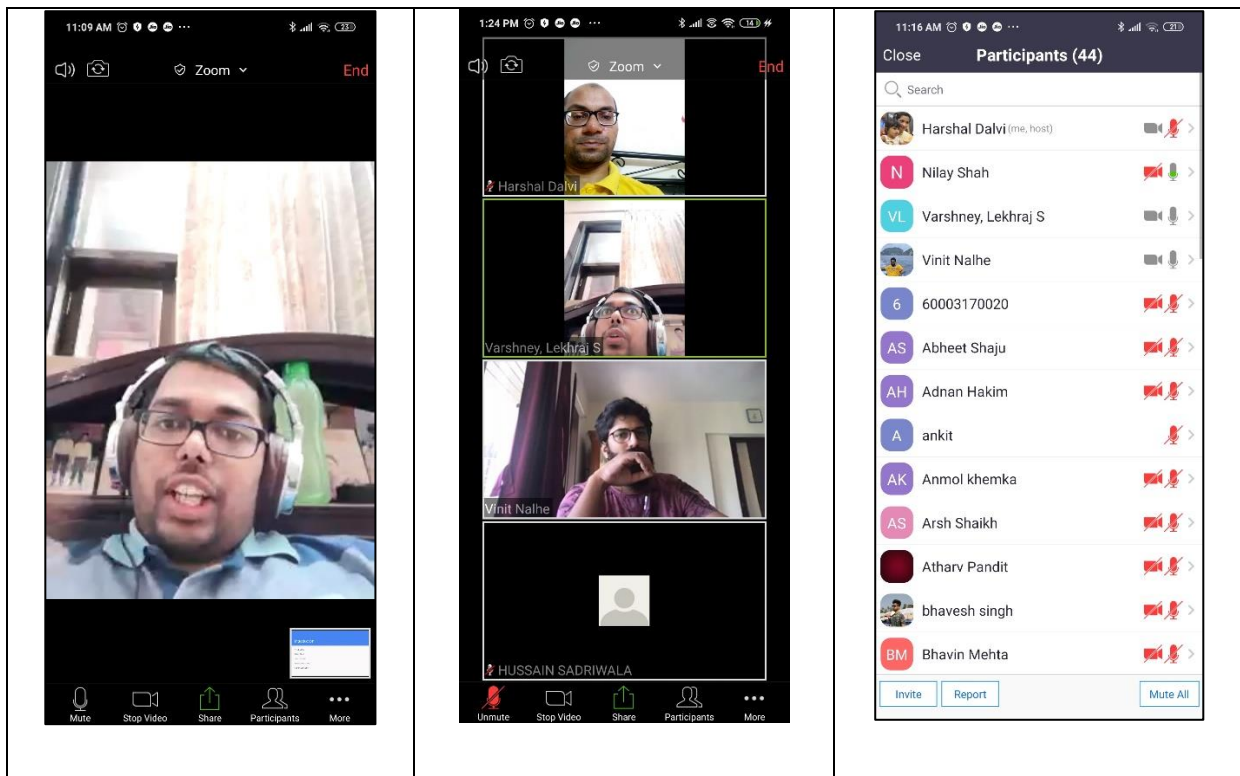 11:09 AM
23
Zoom
End
Mute
Stop Video
Share
Participants
More
1:24 PM
14
Zoom
End
Harshal Dalvi
Varshney, Lekhraj S
Vinit Nalhe
HUSSAIN SADRIWALA
Unmute
Stop Video
Share
Participants
More
11:16 AM
21
Close
Participants (44)
Search
Harshal Dalvi (me, host)
N
Nilay Shah
VL
Varshney, Lekhraj S
Vinit Nalhe
6
60003170020
AS
Abheet Shaju
AH
Adnan Hakim
A
ankit
AK
Anmol khemka
AS
Arsh Shaikh
Atharv Pandit
bhavesh singh
BM
Bhavin Mehta
Invite
Report
Mute All